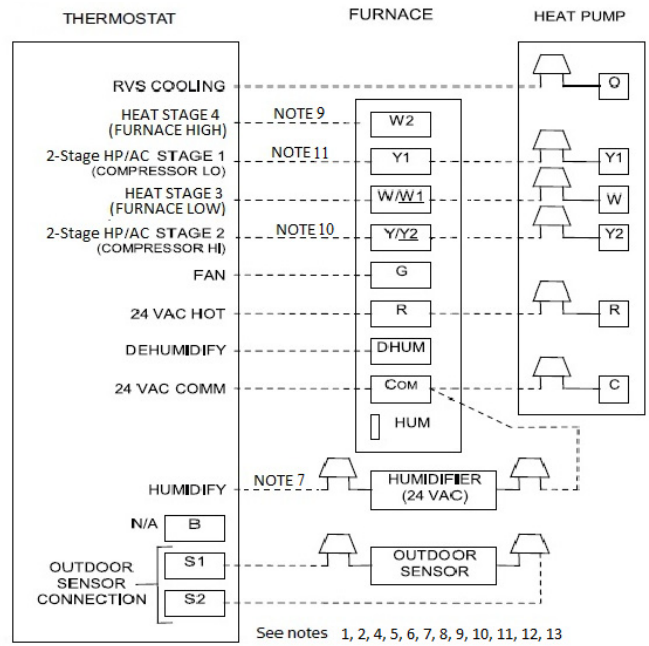 THERMOSTAT
FURNACE
HEAT PUMP
RVS COOLING
O
HEAT STAGE 4
(FURNACE HIGH)
NOTE 9
W2
2-Stage HP/AC STAGE 1
(COMPRESSOR LO)
NOTE 11
Y1
Y1
HEAT STAGE 3
(FURNACE LOW)
W/W1
W
2-Stage HP/AC STAGE 2
(COMPRESSOR HI)
NOTE 10
Y/Y2
Y2
FAN
G
24 VAC HOT
R
R
DEHUMIDIFY
DHUM
24 VAC COMM
COM
C
HUM
HUMIDIFY
NOTE 7
HUMIDIFIER
(24 VAC)
N/A
B
OUTDOOR
SENSOR
CONNECTION
S1
S2
OUTDOOR
SENSOR
See notes 1, 2, 4, 5, 6, 7, 8, 9, 10, 11, 12, 13